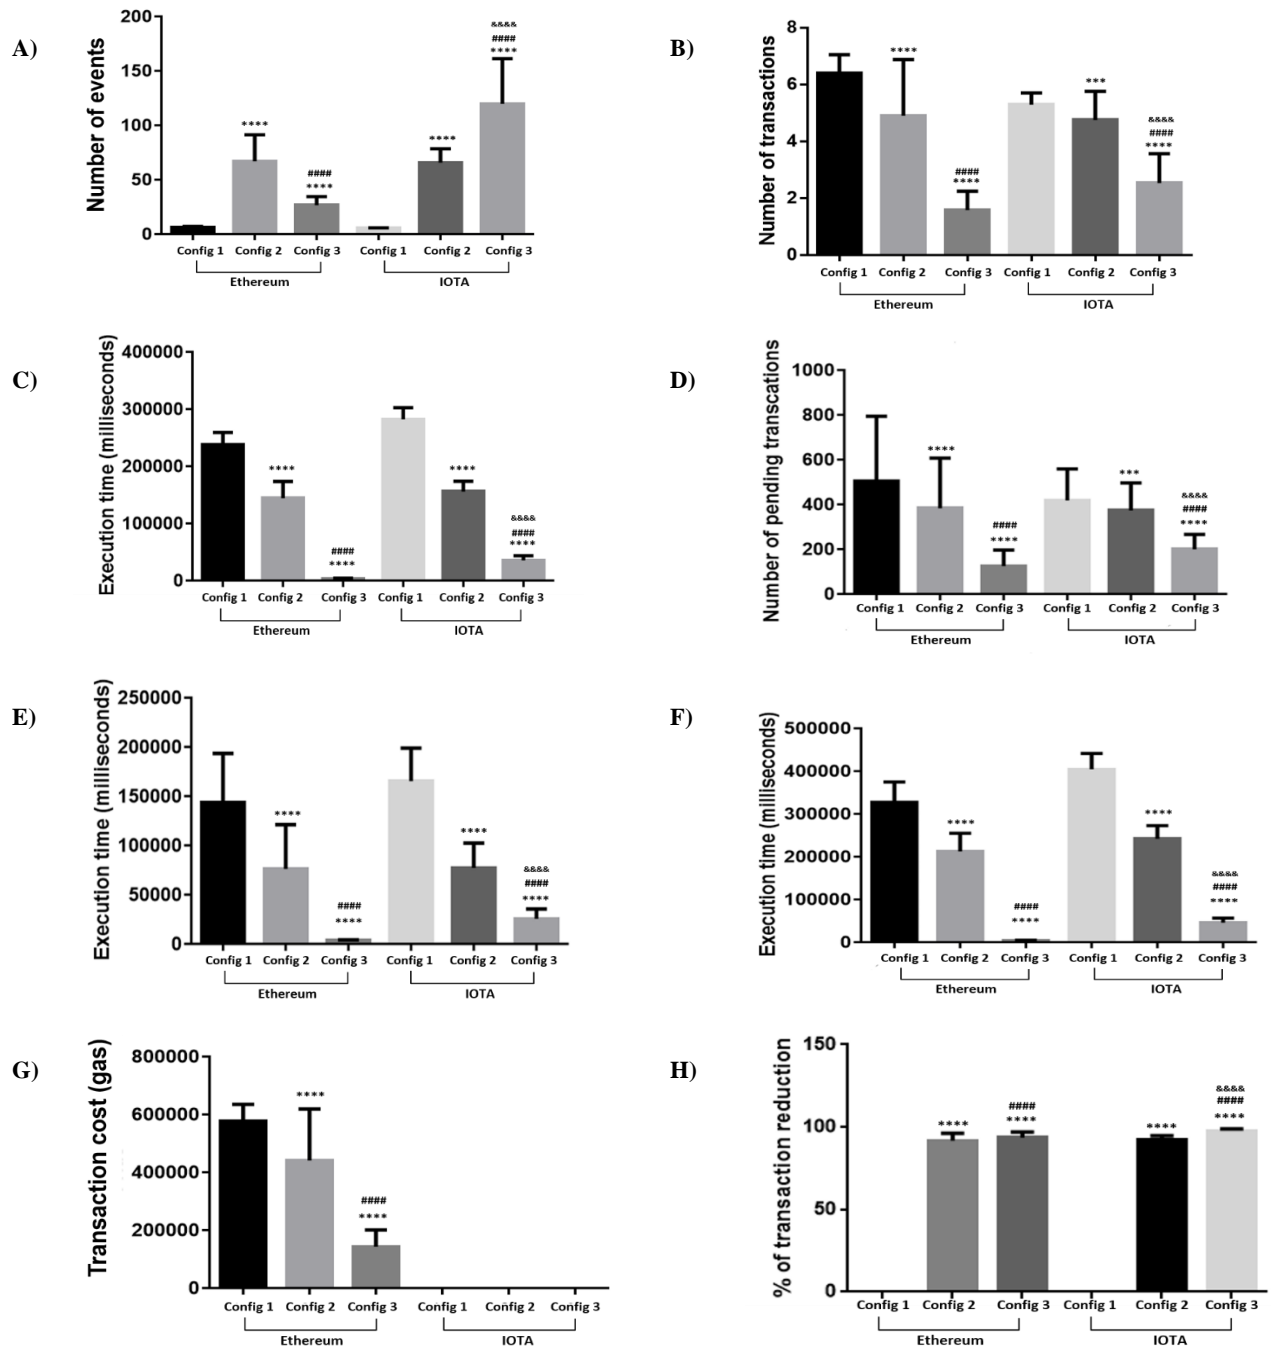 A)
Number of events
200
150
100
50
0
****
####
****
****
&&&&
####
****
Config 1 Config 2 Config 3 Config 1 Config 2 Config 3
Ethereum IOTA
B)
Number of transactions
8
6
4
2
0
****
####
****
***
&&&&
####
****
Config 1 Config 2 Config 3 Config 1 Config 2 Config 3
Ethereum IOTA
C)
Execution time (milliseconds)
400000
300000
200000
100000
0
****
####
****
****
&&&&
####
****
Config 1 Config 2 Config 3 Config 1 Config 2 Config 3
Ethereum IOTA
D)
Number of pending transcations
1000
800
600
400
200
0
****
####
****
***
&&&&
####
****
Config 1 Config 2 Config 3 Config 1 Config 2 Config 3
Ethereum IOTA
E)
Execution time (milliseconds)
250000
200000
150000
100000
50000
0
****
####
****
****
&&&&
####
****
Config 1 Config 2 Config 3 Config 1 Config 2 Config 3
Ethereum IOTA
F)
Execution time (milliseconds)
500000
400000
300000
200000
100000
0
****
####
****
****
&&&&
####
****
Config 1 Config 2 Config 3 Config 1 Config 2 Config 3
Ethereum IOTA
G)
Transaction cost (gas)
800000
600000
400000
200000
0
****
####
****
Config 1 Config 2 Config 3 Config 1 Config 2 Config 3
Ethereum IOTA
H)
% of transaction reduction
150
100
50
0
****
####
****
****
&&&&
####
****
Config 1 Config 2 Config 3 Config 1 Config 2 Config 3
Ethereum IOTA